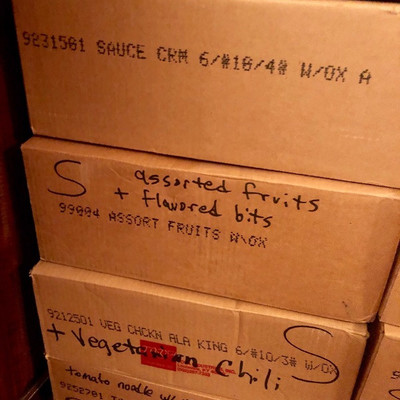 9231501 SAUCE CRM 6/#10/4# W/OX A
S assorted fruits
+ flavored bits
99004 ASSORT FRUITS W\OX
S
9212501 VEG CHCKN ALA KING 6/#10/3# W/OX
+ Vegetarian Chili
tomato noodle